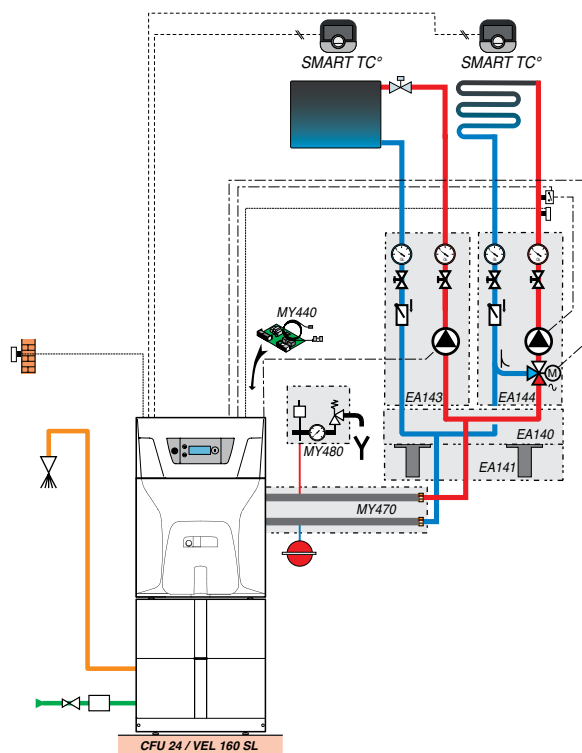 SMART TC°
SMART TC°
MY440
EA143
EA144
M
EA140
MY480
EA141
MY470
CFU 24 / VEL 160 SL